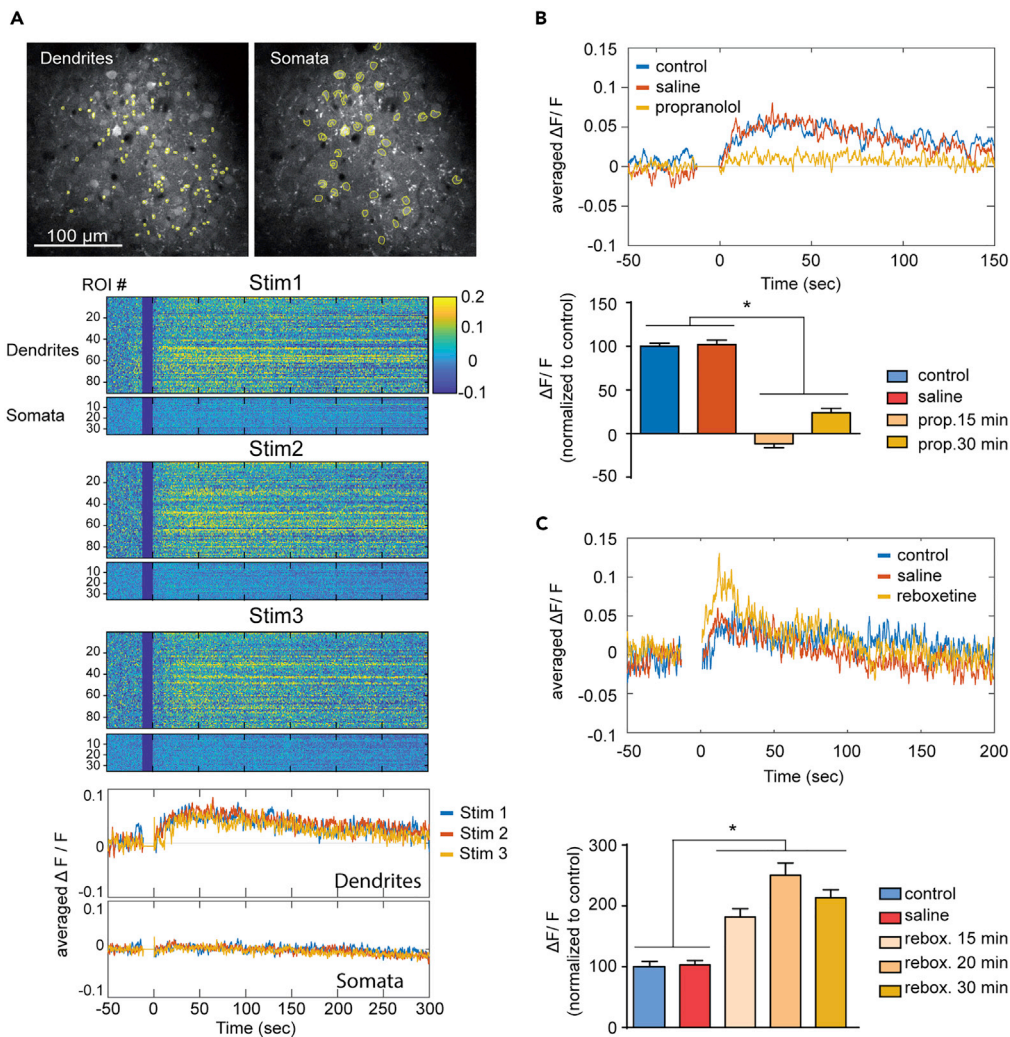 A
Dendrites
Somata
100 µm
ROI #
Stim1
20
40
60
80
Dendrites
0.2
0.1
0
-0.1
10
20
30
Somata
Stim2
20
40
60
80
10
20
30
Stim3
20
40
60
80
10
20
30
averaged Δ F / F
0.1
0
-0.1
Dendrites
Stim 1
Stim 2
Stim 3
0.1
0
-0.1
Somata
-50 0 50 100 150 200 250 300
Time (sec)
B
averaged ΔF/ F
0.15
0.1
0.05
0
-0.05
-0.1
control
saline
propranolol
-50 0 50 100 150
Time (sec)
ΔF/ F
(normalized to control)
150
100
50
0
-50
*
control
saline
prop.15 min
prop.30 min
C
averaged ΔF/ F
0.15
0.1
0.05
0
-0.05
-0.1
control
saline
reboxetine
-50 0 50 100 150 200
Time (sec)
ΔF/ F
(normalized to control)
300
200
100
0
*
control
saline
rebox. 15 min
rebox. 20 min
rebox. 30 min